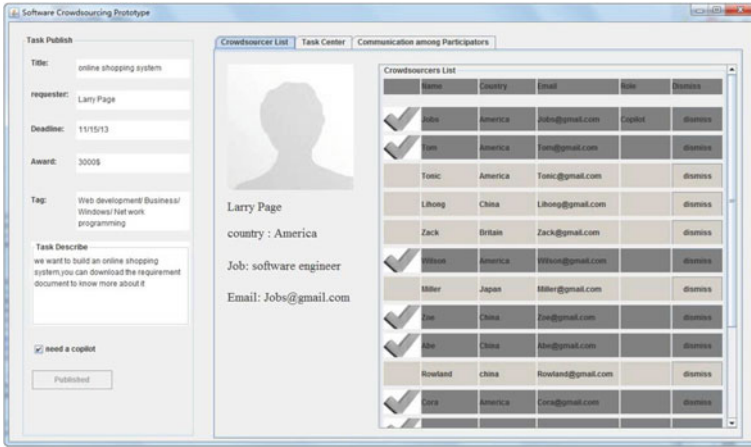 Software Crowdsourcing Prototype
Task Publish
Title:
online shopping system
requester:
Larry Page
Deadline:
11/15/13
Award:
3000$
Tag:
Web development/ Business/
Windows/ Net work
programming
Task Describe
we want to build an online shopping
system,you can download the requirement
document to know more about it
need a copilot
Published
Crowdsourcer List Task Center Communication among Participators
Larry Page
country : America
Job: software engineer
Email: Jobs@gmail.com
Crowdsourcers List
Name Country Email Role Dismiss
Jobs America Jobs@gmail.com Copilot dismiss
Tom America Tom@gmail.com dismiss
Tonic America Tonic@gmail.com dismiss
Lihong China Lihong@gmail.com dismiss
Zack Britain Zack@gmail.com dismiss
Wilson America Wilson@gmail.com dismiss
Miller Japan Miller@gmail.com dismiss
Zoe China Zoe@gmail.com dismiss
Abe China Abe@gmail.com dismiss
Rowland china Rowland@gmail.com dismiss
Cora America Cora@gmail.com dismiss